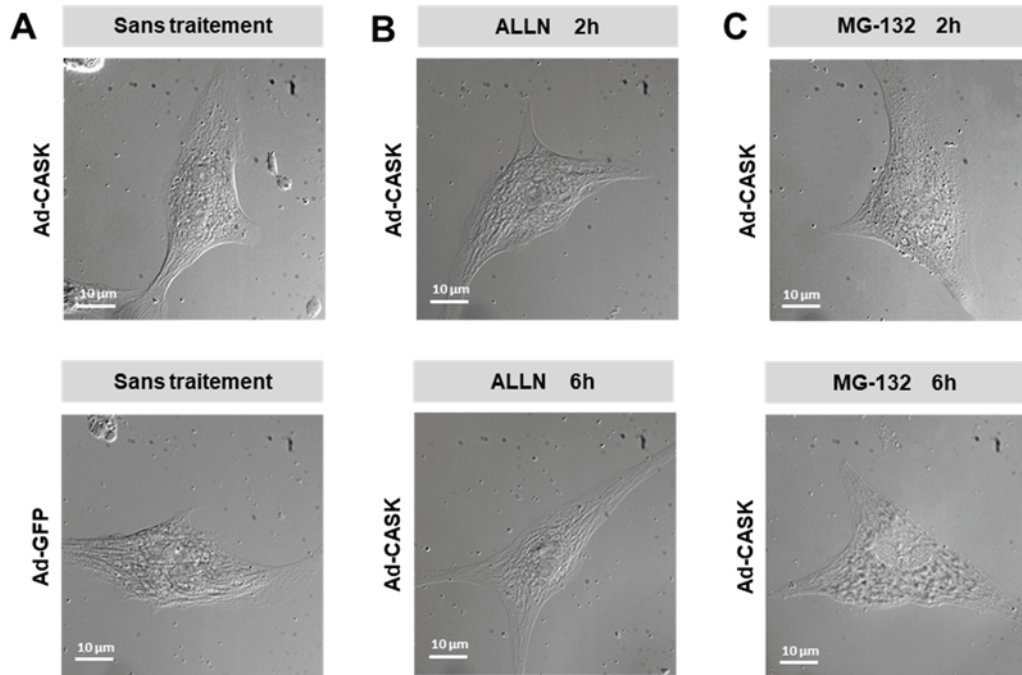 A
Sans traitement
B
ALLN 2h
C
MG-132 2h
Ad-CASK
10 µm
Ad-CASK
10 µm
Ad-CASK
10 µm
Sans traitement
ALLN 6h
MG-132 6h
Ad-GFP
10 µm
Ad-CASK
10 µm
Ad-CASK
10 µm